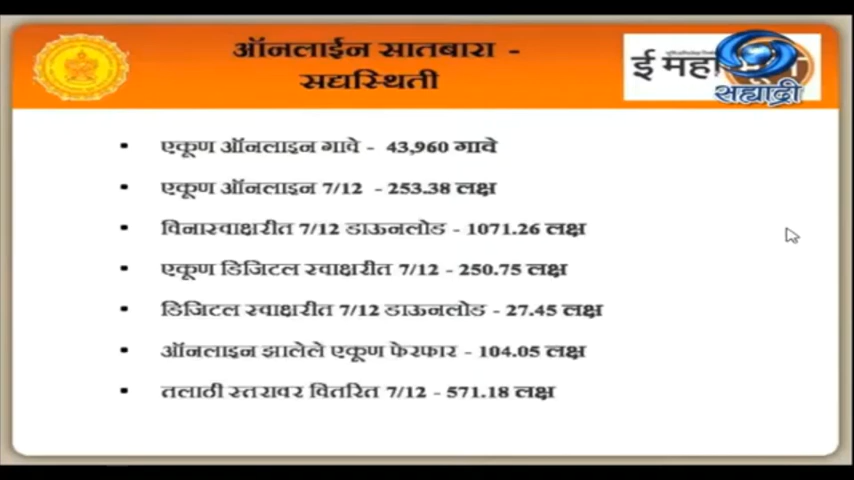 ऑनलाईन सातबारा -
सद्यस्थिती
ई महा
सह्याद्री
एकूण ऑनलाइन गावे - 43,960 गावे
एकूण ऑनलाइन 7/12 - 253.38 लक्ष
विनास्वाक्षरीत 7/12 डाऊनलोड - 1071.26 लक्ष
एकूण डिजिटल स्वाक्षरीत 7/12 - 250.75 लक्ष
डिजिटल स्वाक्षरीत 7/12 डाऊनलोड - 27.45 लक्ष
ऑनलाइन झालेले एकूण फेरफार - 104.05 लक्ष
तलाठी स्तरावर वितरित 7/12 - 571.18 लक्ष